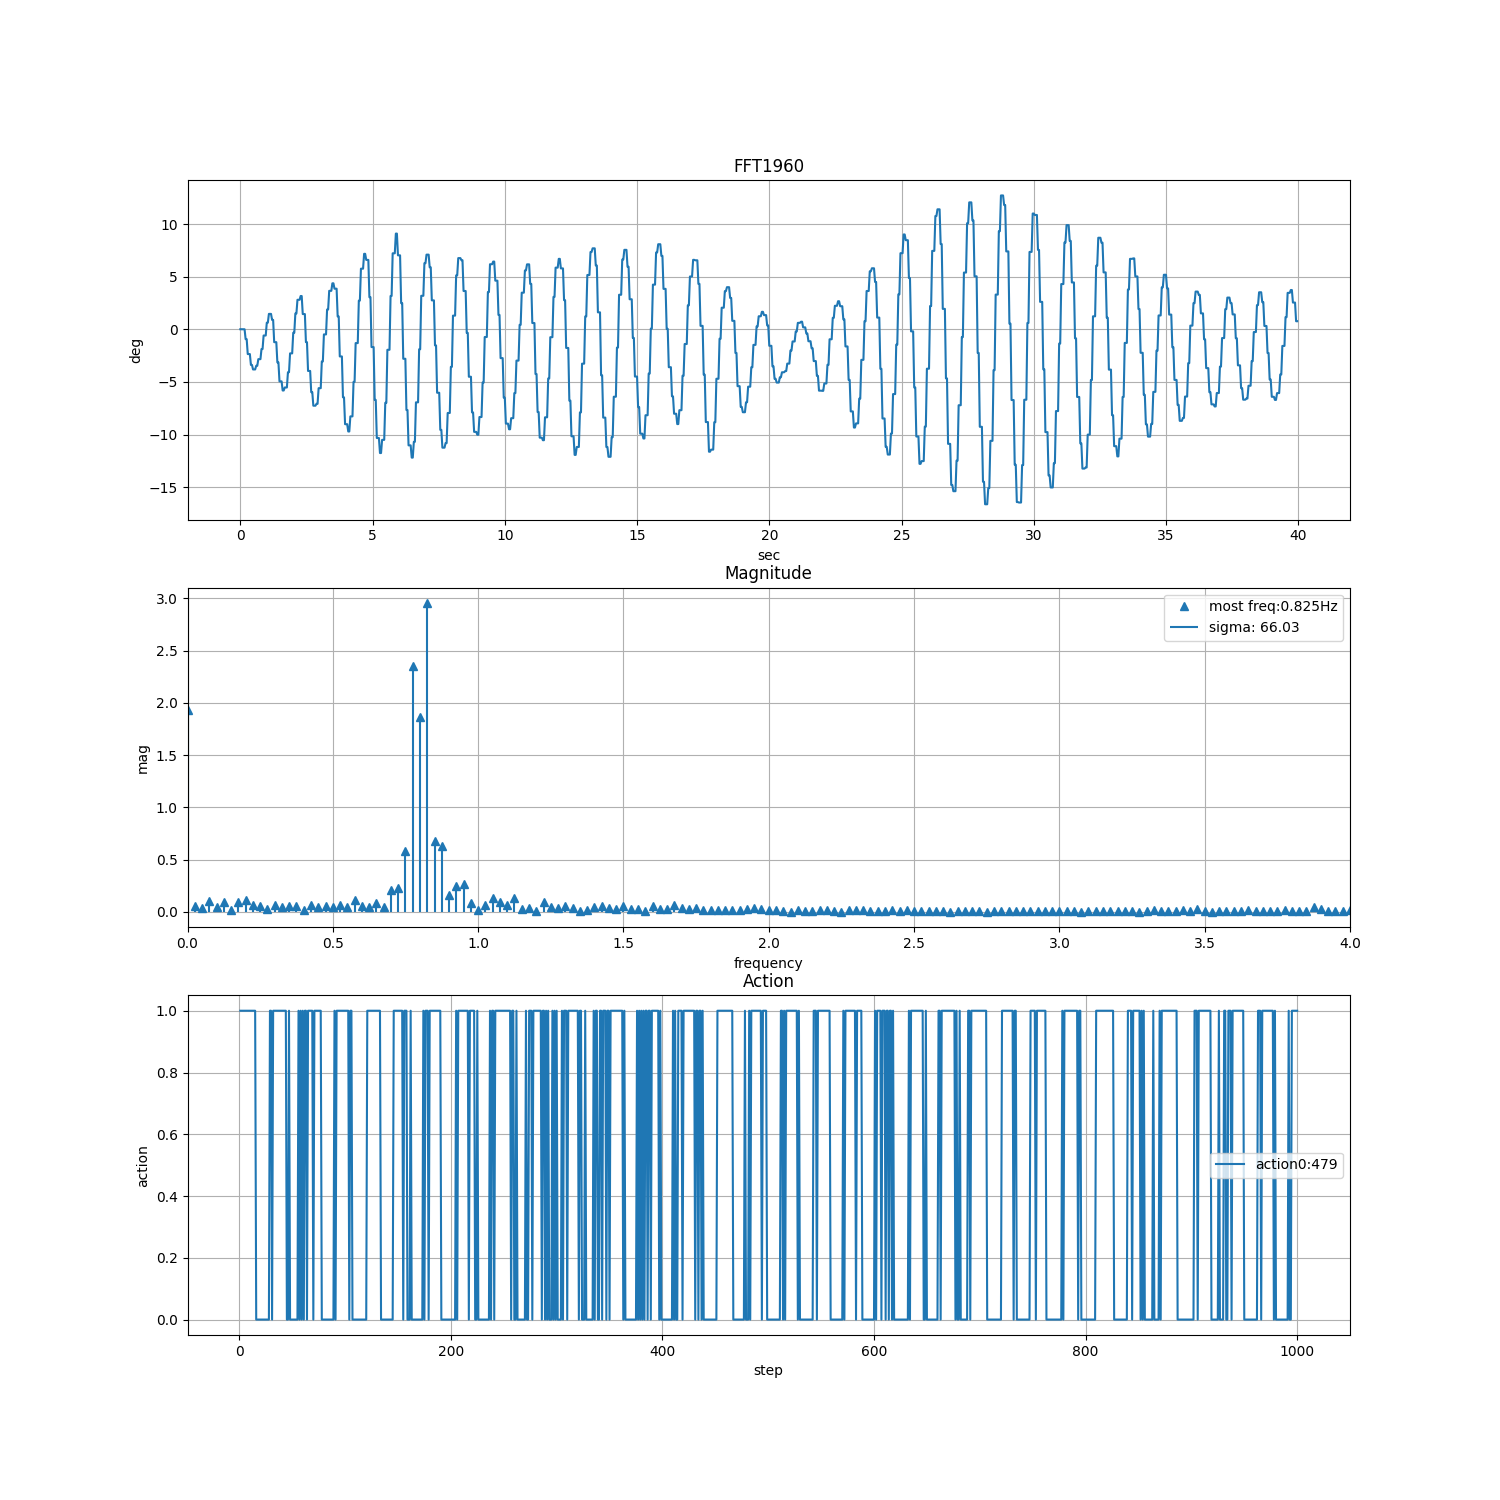 FFT1960
deg
10
5
0
−5
−10
−15
0 5 10 15 20 25 30 35 40
sec
Magnitude
mag
3.0
2.5
2.0
1.5
1.0
0.5
0.0
most freq:0.825Hz
sigma: 66.03
0.0 0.5 1.0 1.5 2.0 2.5 3.0 3.5 4.0
frequency
Action
action
1.0
0.8
0.6
0.4
0.2
0.0
action0:479
0 200 400 600 800 1000
step